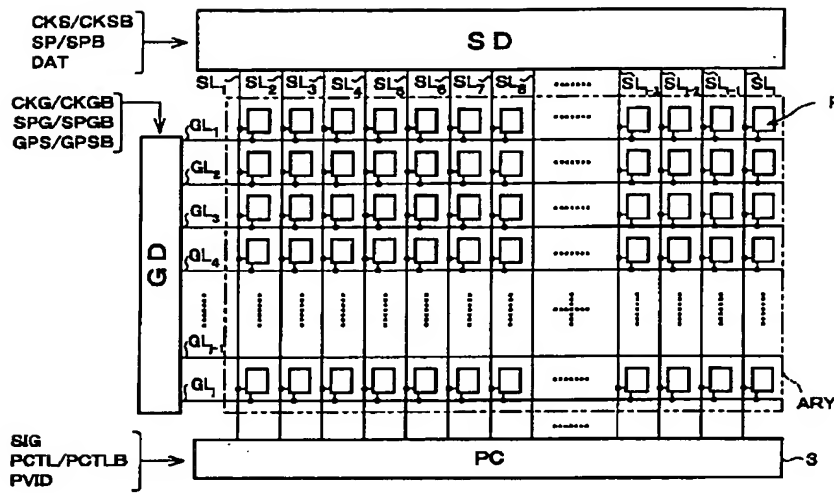 CKS/CKSB
SP/SPB
DAT
SD
SL1 SL2 SL3 SL4 SL5 SL6 SL7 SL8
CKG/CKGB
SPG/SPGB
GPS/GPSB
GL1
GL2
GL3
GL4
GD
ARY
SIG
PCTL/PCTLB
PVID
PC
3